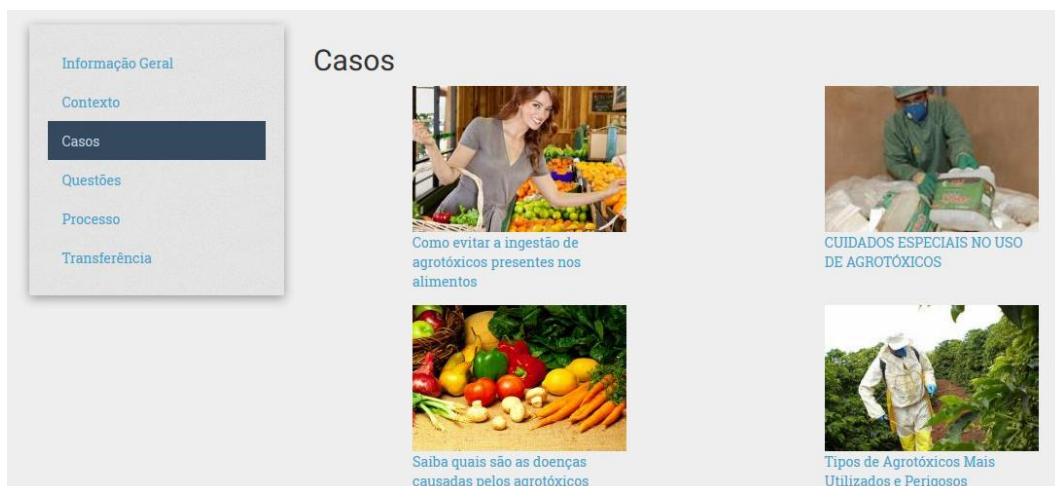 Informação Geral
Contexto
Casos
Questões
Processo
Transferência
Casos
Como evitar a ingestão de
agrotóxicos presentes nos
alimentos
CUIDADOS ESPECIAIS NO USO
DE AGROTÓXICOS
Saiba quais são as doenças
causadas pelos agrotóxicos
Tipos de Agrotóxicos Mais
Utilizados e Perigosos